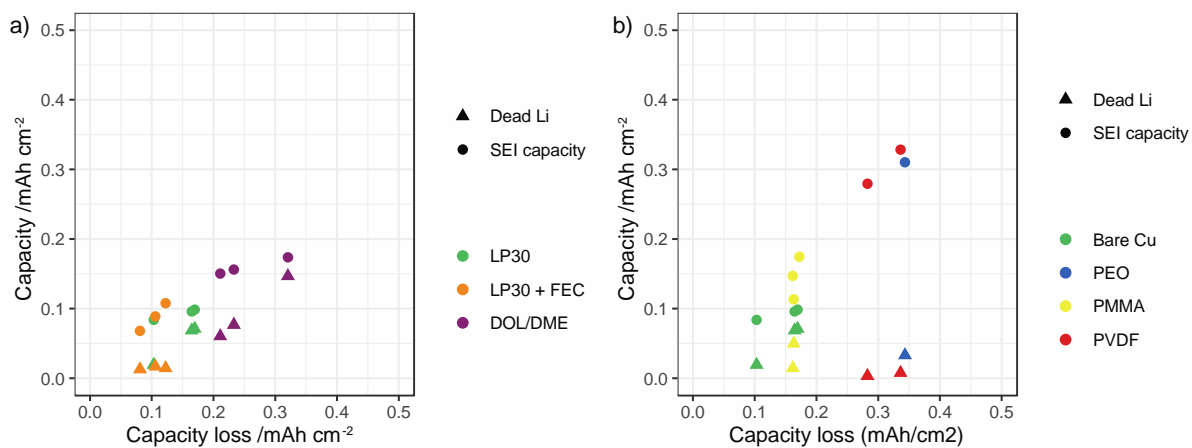 a)
Capacity /mAh cm⁻²
0.5
0.4
0.3
0.2
0.1
0.0
0.0 0.1 0.2 0.3 0.4 0.5
Capacity loss /mAh cm⁻²
Dead Li
SEI capacity
LP30
LP30 + FEC
DOL/DME
b)
Capacity /mAh cm⁻²
0.5
0.4
0.3
0.2
0.1
0.0
0.0 0.1 0.2 0.3 0.4 0.5
Capacity loss (mAh/cm2)
Dead Li
SEI capacity
Bare Cu
PEO
PMMA
PVDF